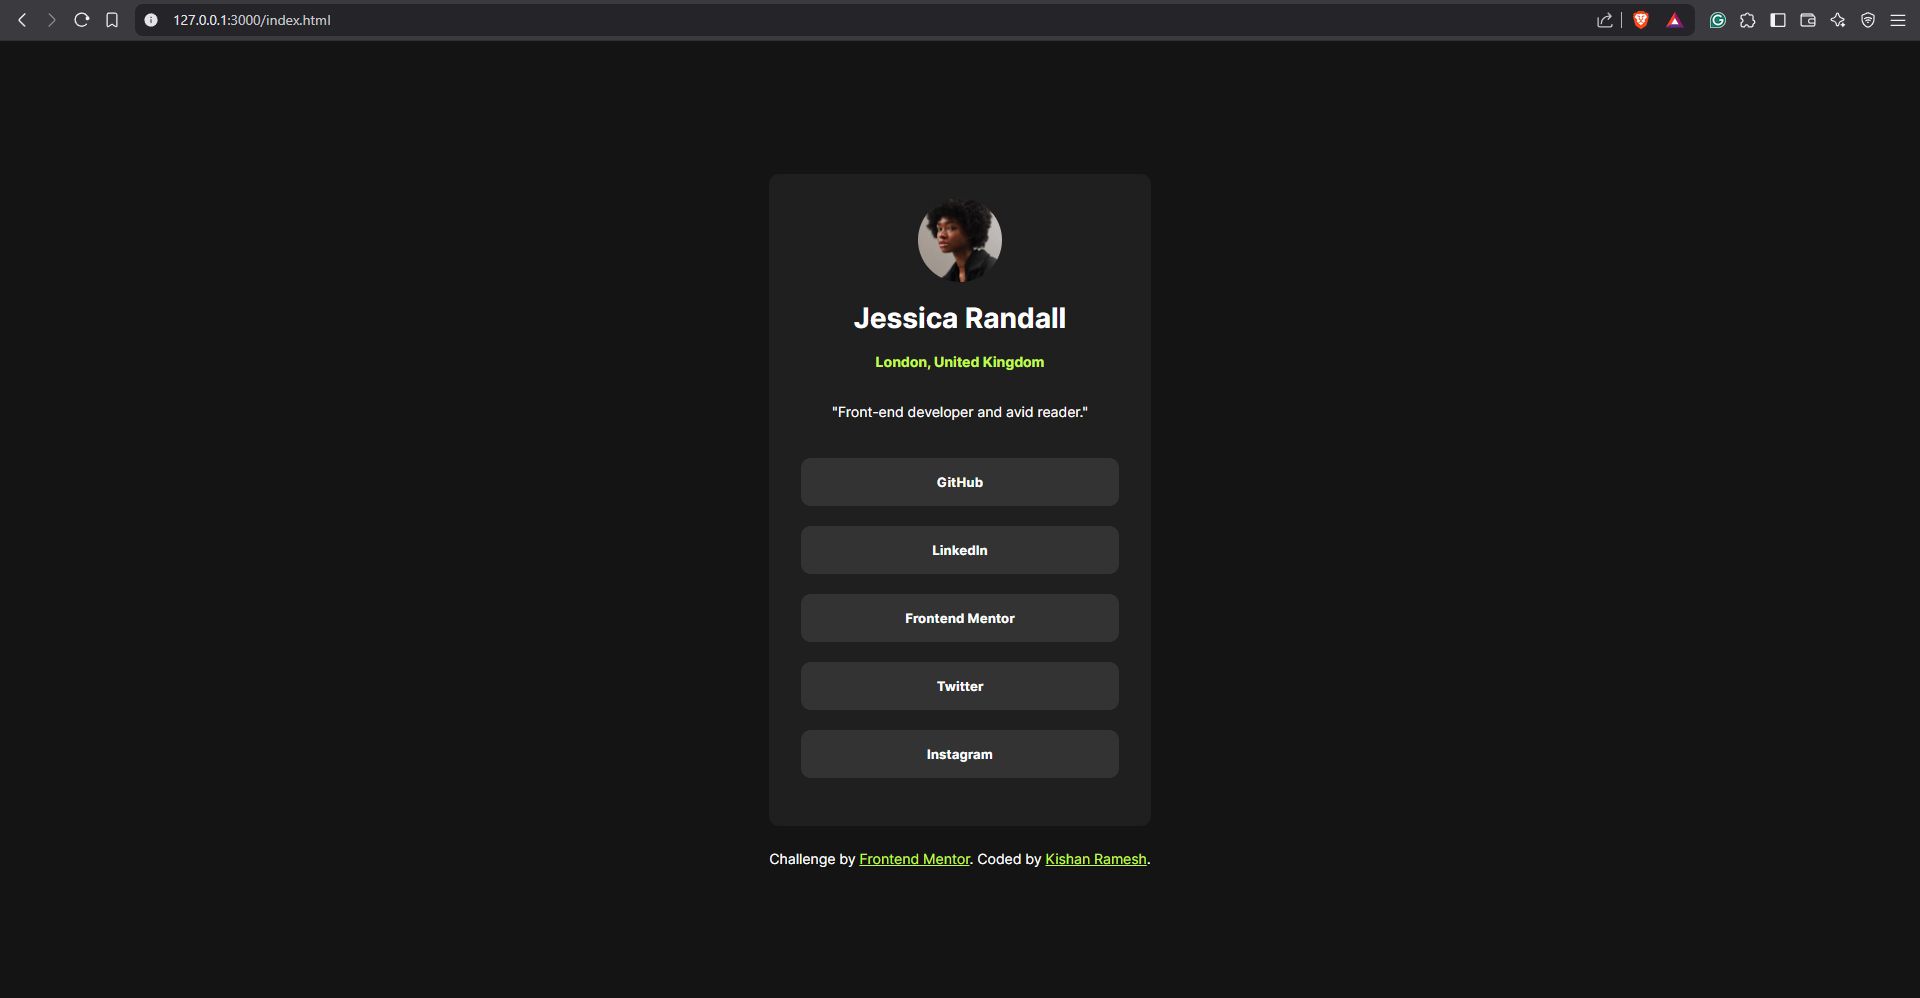 127.0.0.1:3000/index.html
Jessica Randall
London, United Kingdom
"Front-end developer and avid reader."
GitHub
LinkedIn
Frontend Mentor
Twitter
Instagram
Challenge by Frontend Mentor. Coded by Kishan Ramesh.